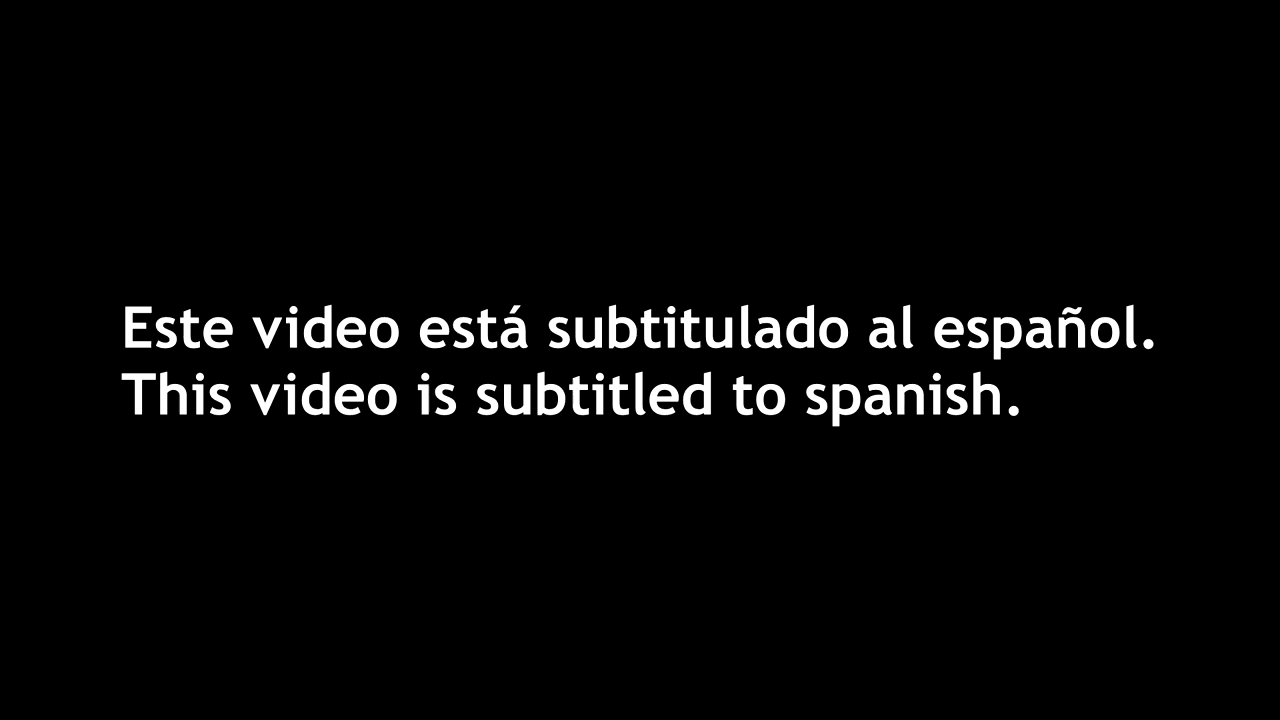 Este video está subtitulado al español.
This video is subtitled to spanish.